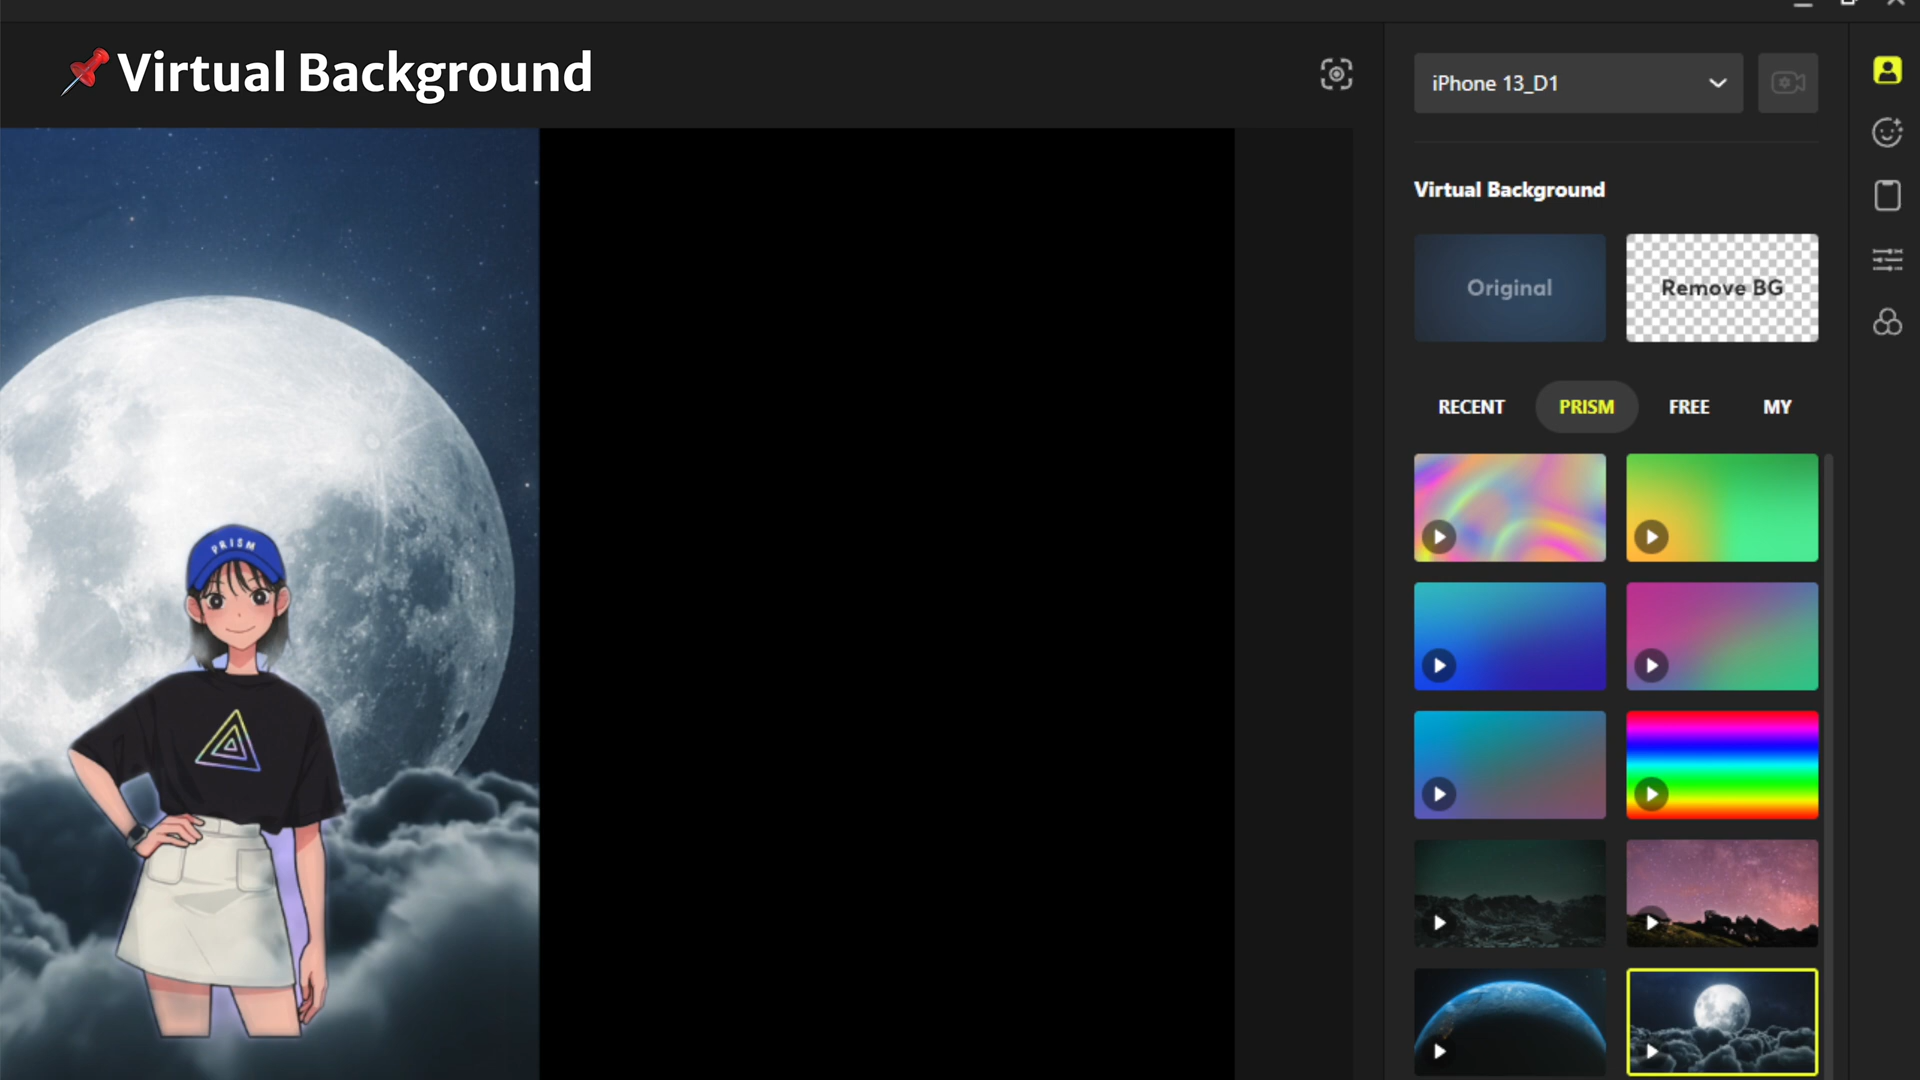 Virtual Background
iPhone 13_D1
Virtual Background
Original
Remove BG
RECENT
PRISM
FREE
MY
PRISM